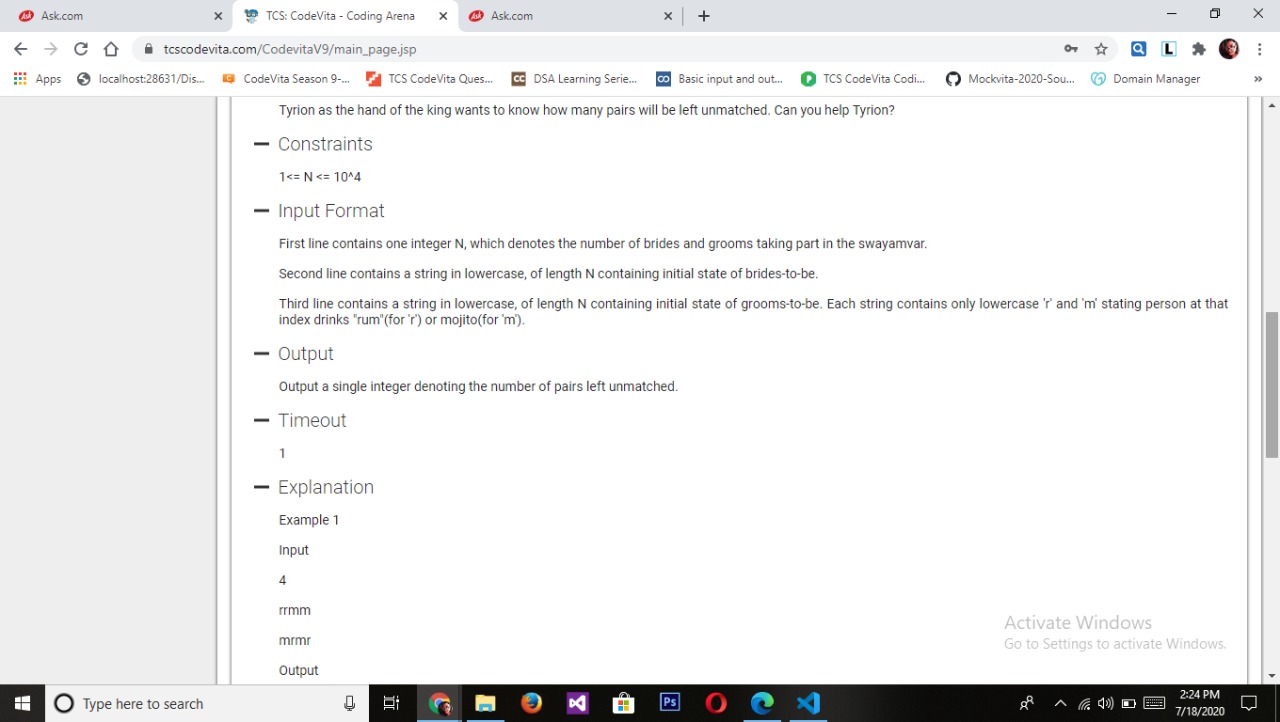 Ask.com
TCS: CodeVita - Coding Arena
Ask.com
tcscodevita.com/CodevitaV9/main_page.jsp
Apps
localhost:28631/Dis...
CodeVita Season 9-...
TCS CodeVita Ques...
DSA Learning Serie...
Basic input and out...
TCS CodeVita Codi...
Mockvita-2020-Sou...
Domain Manager
Tyrion as the hand of the king wants to know how many pairs will be left unmatched. Can you help Tyrion?
Constraints
1<= N <= 10^4
Input Format
First line contains one integer N, which denotes the number of brides and grooms taking part in the swayamvar.
Second line contains a string in lowercase, of length N containing initial state of brides-to-be.
Third line contains a string in lowercase, of length N containing initial state of grooms-to-be. Each string contains only lowercase 'r' and 'm' stating person at that
index drinks "rum"(for 'r') or mojito(for 'm').
Output
Output a single integer denoting the number of pairs left unmatched.
Timeout
1
Explanation
Example 1
Input
4
rrmm
mrmr
Output
Activate Windows
Go to Settings to activate Windows.
Type here to search
2:24 PM
7/18/2020